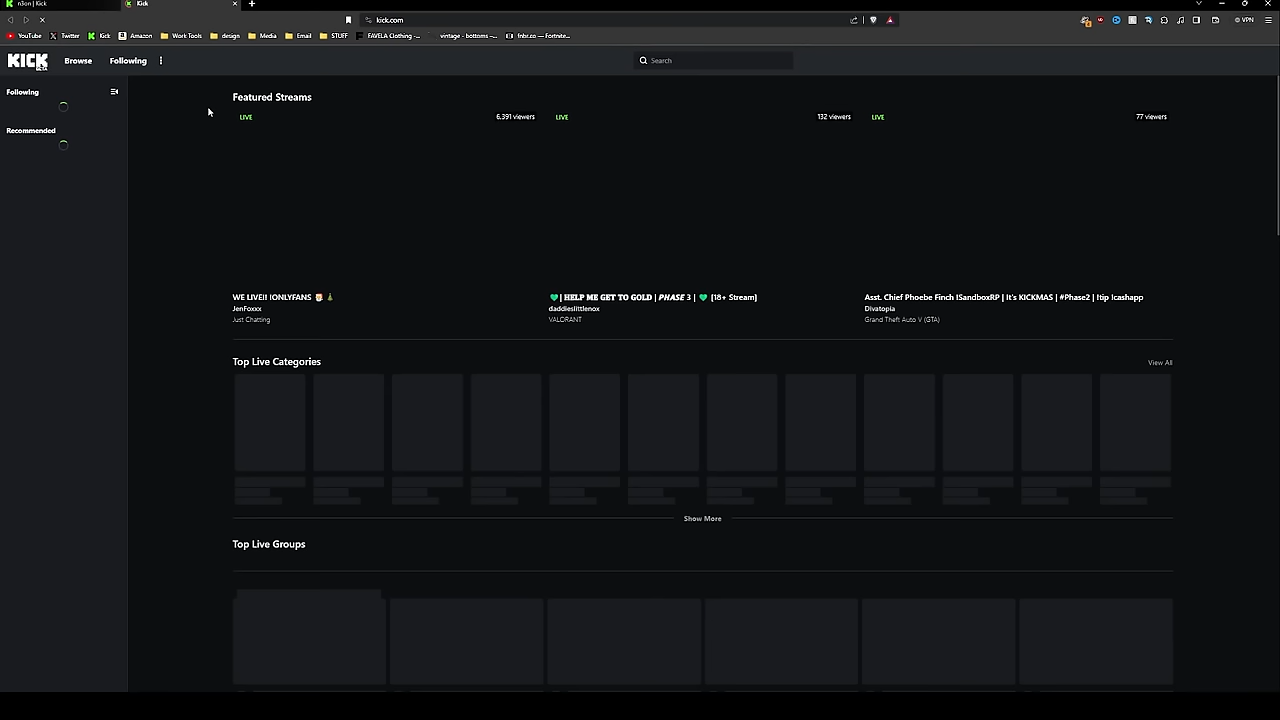 n3on | Kick
Kick
kick.com
VPN
YouTube
Twitter
Kick
Amazon
Work Tools
design
Media
Email
STUFF
FAVELA Clothing -...
vintage - bottoms –...
fnbr.co — Fortnite...
KICK
BETA
Browse
Following
Search
Following
Recommended
Featured Streams
LIVE
6,391 viewers
LIVE
132 viewers
LIVE
77 viewers
WE LIVE!! !ONLYFANS 🎅 🎄
JenFoxxx
Just Chatting
💚| 𝐇𝐄𝐋𝐏 𝐌𝐄 𝐆𝐄𝐓 𝐓𝐎 𝐆𝐎𝐋𝐃 | 𝑷𝑯𝑨𝑺𝑬 3 | 💚 [18+ Stream]
daddieslittlenox
VALORANT
Asst. Chief Phoebe Finch !SandboxRP | It's KICKMAS | #Phase2 | !tip !cashapp
Divatopia
Grand Theft Auto V (GTA)
Top Live Categories
View All
Show More
Top Live Groups